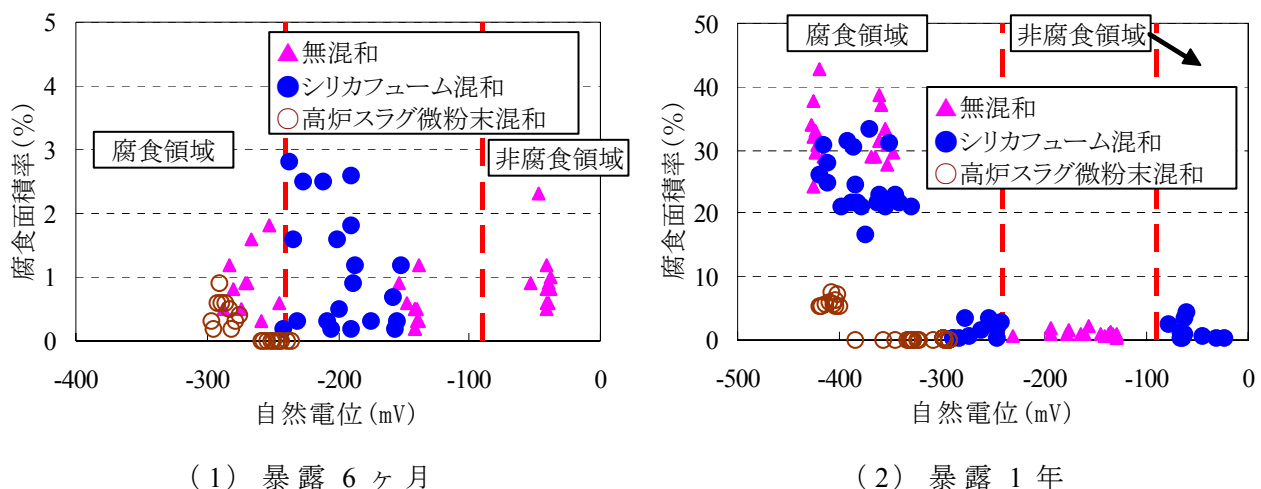 5
4
3
2
1
0
腐食面積率(%)
無混和
シリカフューム混和
高炉スラグ微粉末混和
腐食領域
非腐食領域
-400
-300
-200
-100
0
自然電位(mV)
(1) 暴露 6 ヶ月
50
40
30
20
10
0
腐食面積率(%)
腐食領域
非腐食領域
無混和
シリカフューム混和
高炉スラグ微粉末混和
-500
-400
-300
-200
-100
0
自然電位(mV)
(2) 暴露 1 年